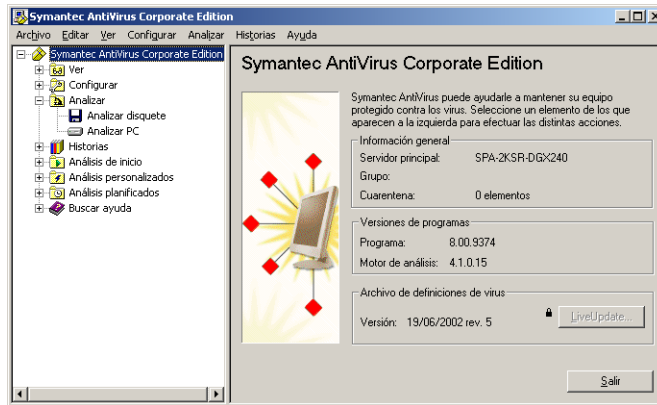 Symantec AntiVirus Corporate Edition
Archivo Editar Ver Configurar Analizar Historias Ayuda
Symantec AntiVirus Corporate Edition
Ver
Configurar
Analizar
Analizar disquete
Analizar PC
Historias
Análisis de inicio
Análisis personalizados
Análisis planificados
Buscar ayuda
Symantec AntiVirus Corporate Edition
Symantec AntiVirus puede ayudarle a mantener su equipo
protegido contra los virus. Seleccione un elemento de los que
aparecen a la izquierda para efectuar las distintas acciones.
Información general
Servidor principal: SPA-2KSR-DGX240
Grupo:
Cuarentena: 0 elementos
Versiones de programas
Programa: 8.00.9374
Motor de análisis: 4.1.0.15
Archivo de definiciones de virus
Versión: 19/06/2002 rev. 5
LiveUpdate...
Salir